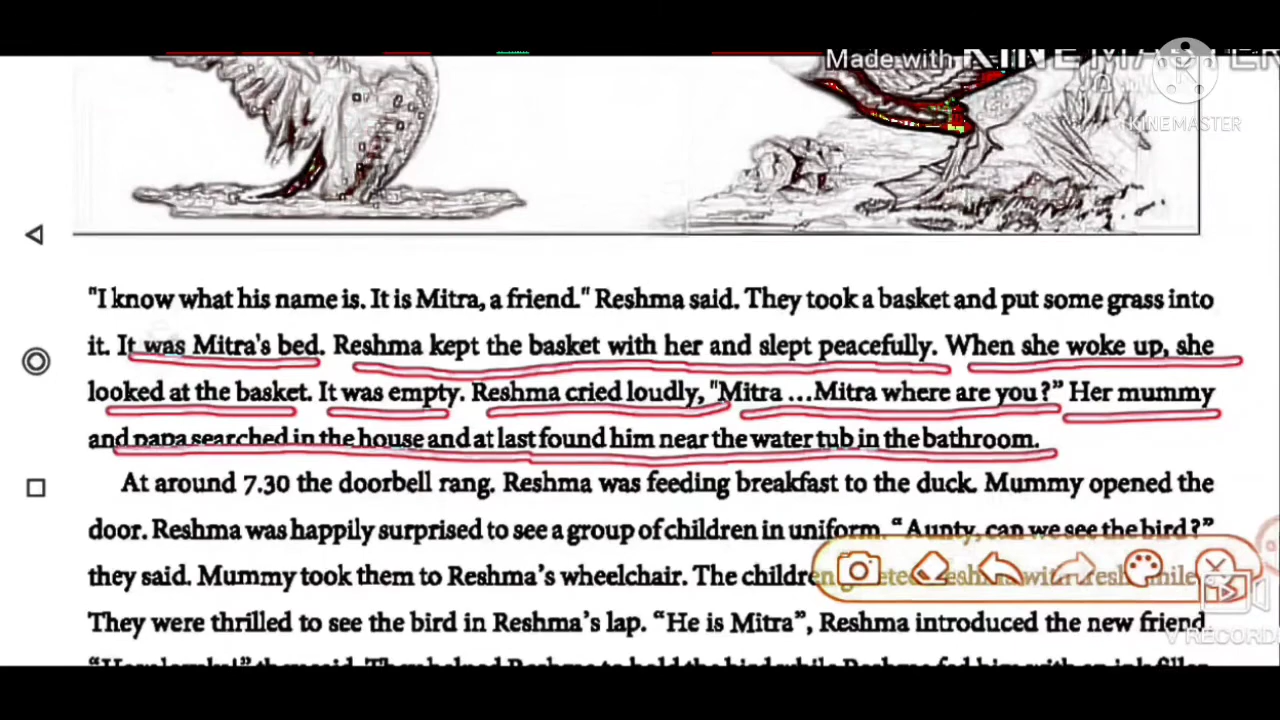 Made with KINEMASTER
KINEMASTER
"I know what his name is. It is Mitra, a friend." Reshma said. They took a basket and put some grass into
it. It was Mitra's bed. Reshma kept the basket with her and slept peacefully. When she woke up, she
looked at the basket. It was empty. Reshma cried loudly, "Mitra ...Mitra where are you?" Her mummy
and papa searched in the house and at last found him near the water tub in the bathroom.
At around 7.30 the doorbell rang. Reshma was feeding breakfast to the duck. Mummy opened the
door. Reshma was happily surprised to see a group of children in uniform. "Aunty, can we see the bird?"
they said. Mummy took them to Reshma's wheelchair. The children greeted Reshma with fresh smile
They were thrilled to see the bird in Reshma's lap. "He is Mitra", Reshma introduced the new friend
V RECORD